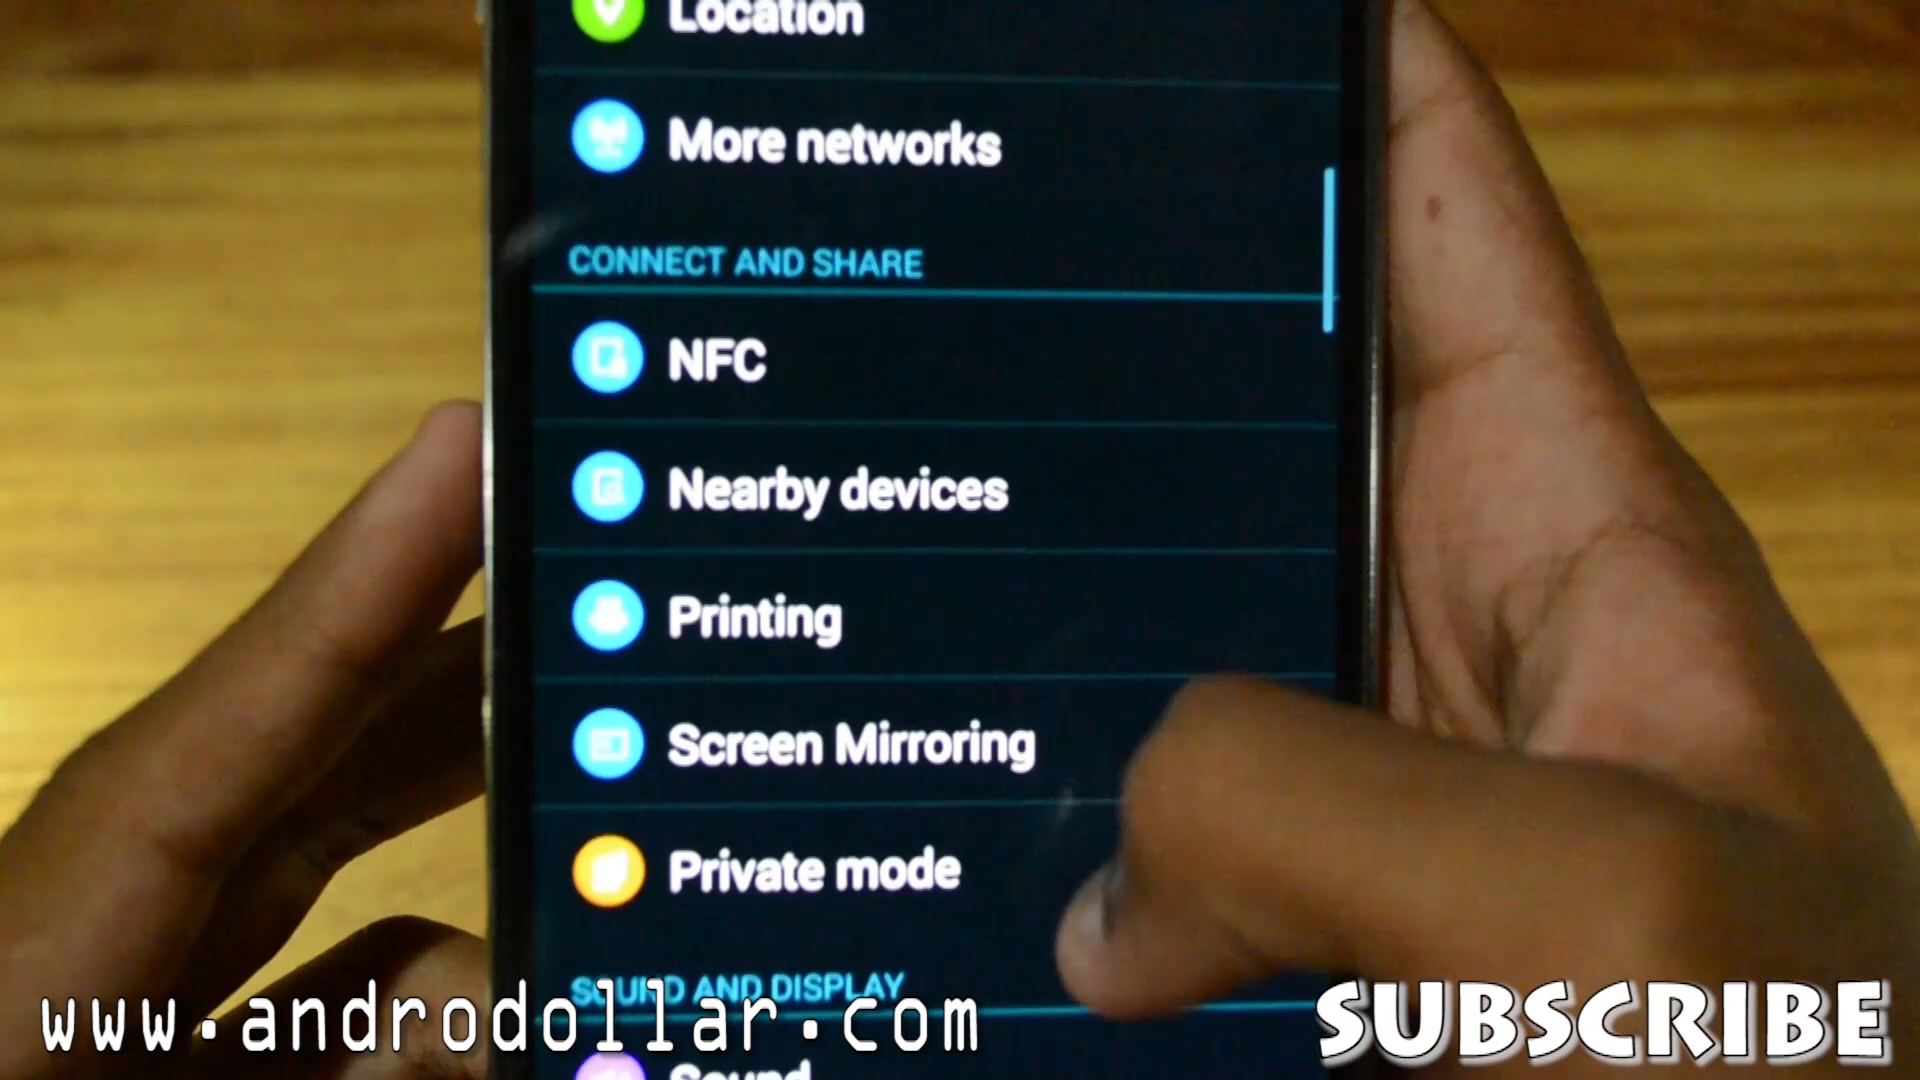 Location
More networks
CONNECT AND SHARE
NFC
Nearby devices
Printing
Screen Mirroring
Private mode
SOUND AND DISPLAY
www.androdollar.com
SUBSCRIBE
Sound